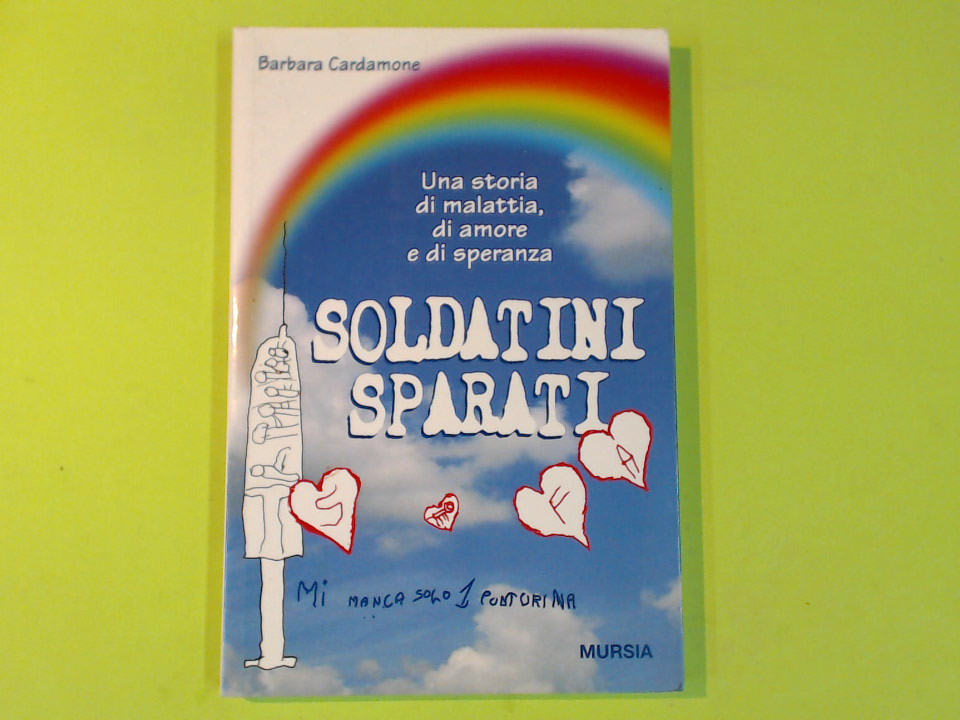 Barbara Cardamone
Una storia
di malattia,
di amore
e di speranza
SOLDATINI
SPARATI
Mi MANCA SOLO 1 PUNTURINA
MURSIA